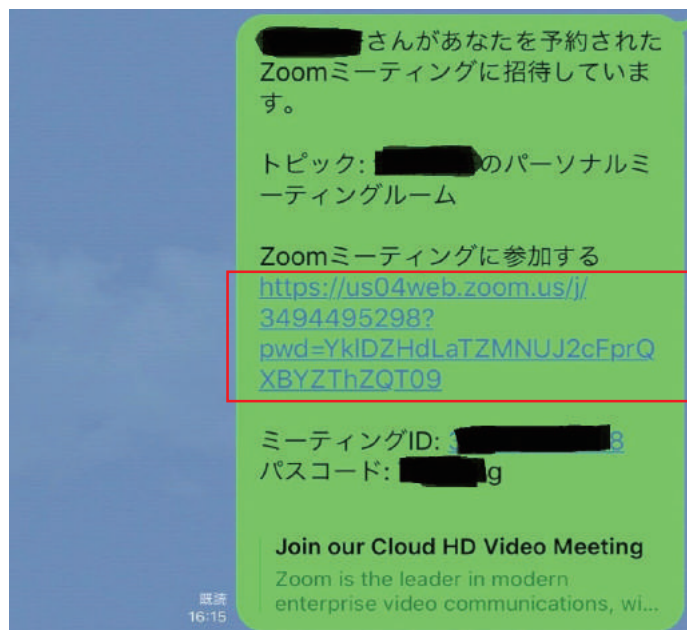 さんがあなたを予約された
Zoomミーティングに招待していま
す。
トピック: のパーソナルミ
ーティングルーム
Zoomミーティングに参加する
https://us04web.zoom.us/j/
3494495298?
pwd=YklDZHdLaTZMNUJ2cFprQ
XBYZThZQT09
ミーティングID: 8
パスコード: g
Join our Cloud HD Video Meeting
Zoom is the leader in modern
enterprise video communications, wi...
既読
16:15